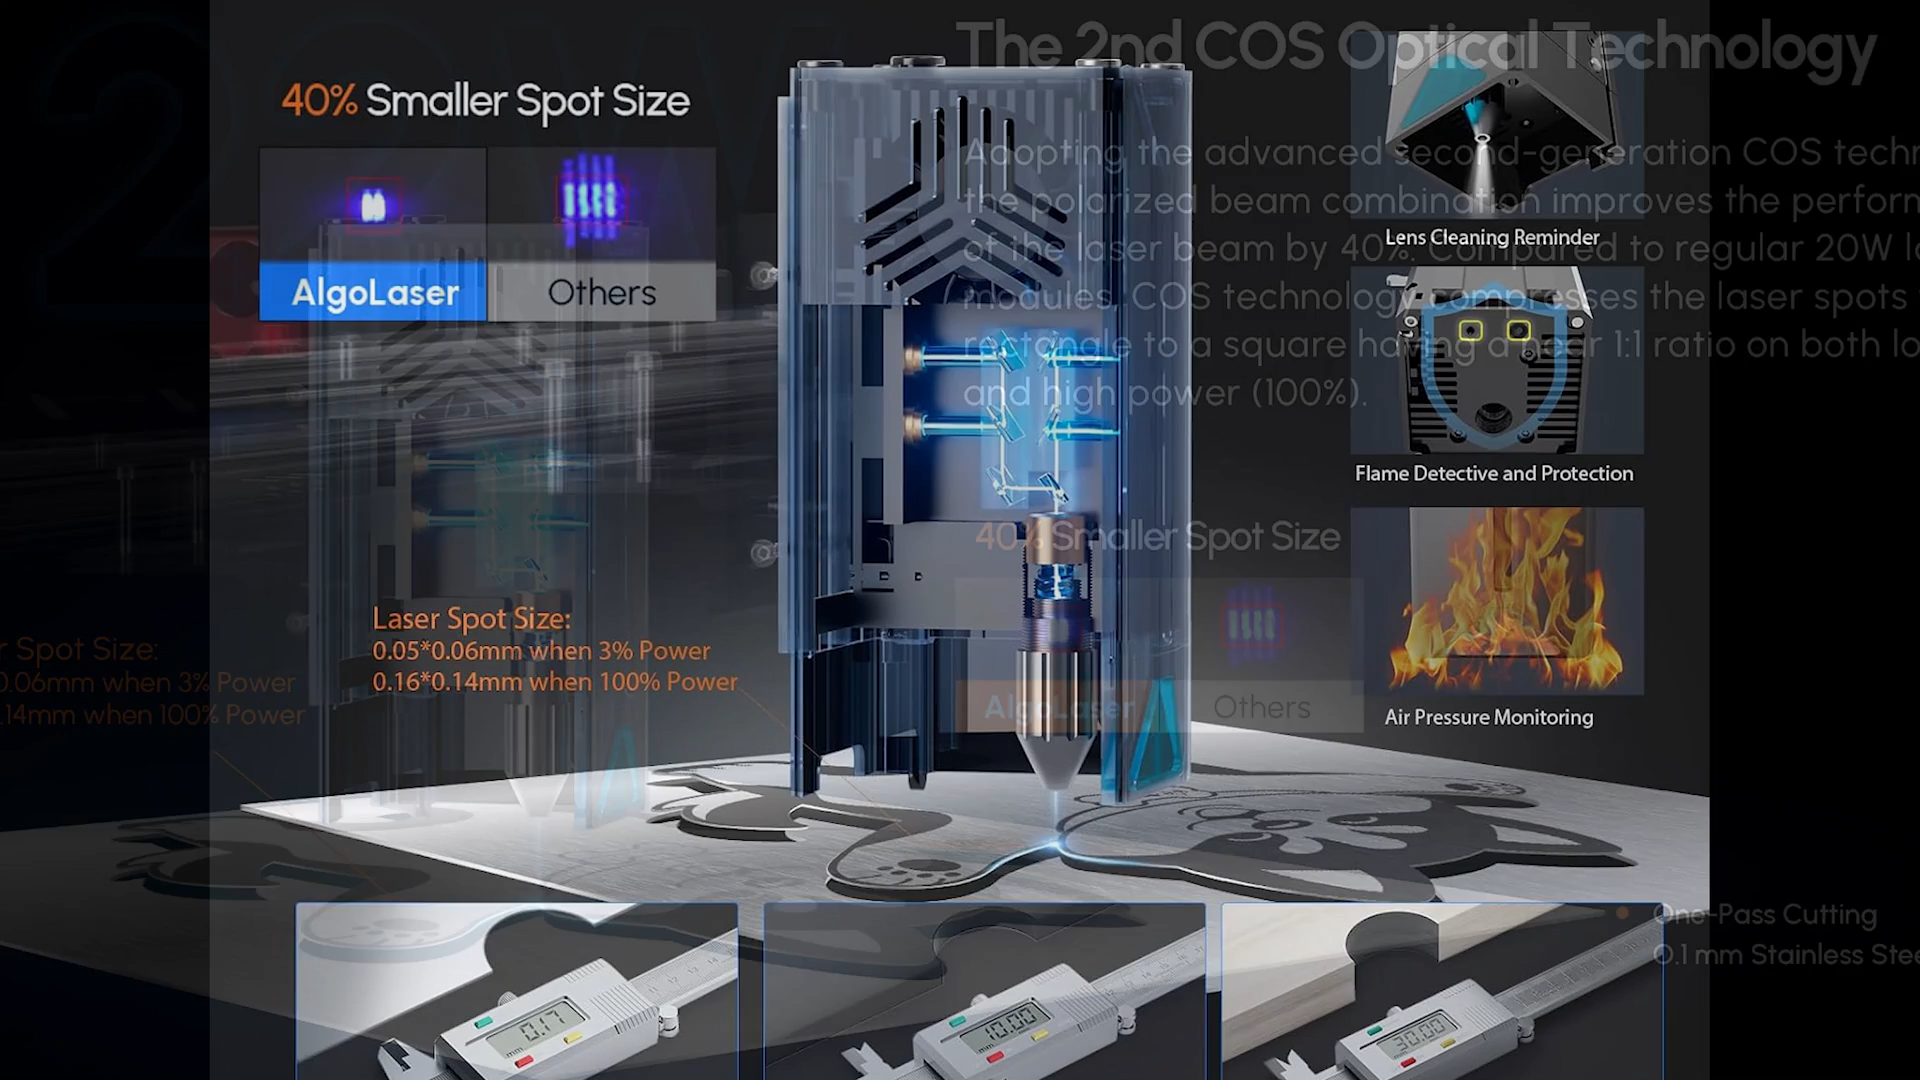 The 2nd COS Optical Technology
40% Smaller Spot Size
AlgoLaser
Others
Adopting the advanced second-generation COS techn
the polarized beam combination improves the perform
of the laser beam by 40%. Compared to regular 20W la
modules, COS technology compresses the laser spots
rectangle to a square having a near 1:1 ratio on both lo
and high power (100%).
Lens Cleaning Reminder
Flame Detective and Protection
Air Pressure Monitoring
40% Smaller Spot Size
AlgoLaser
Others
Laser Spot Size:
0.05*0.06mm when 3% Power
0.16*0.14mm when 100% Power
r Spot Size:
0.06mm when 3% Power
.14mm when 100% Power
One-Pass Cutting
0.1 mm Stainless Stee
0.17
mm
10.00
mm
30.00
mm